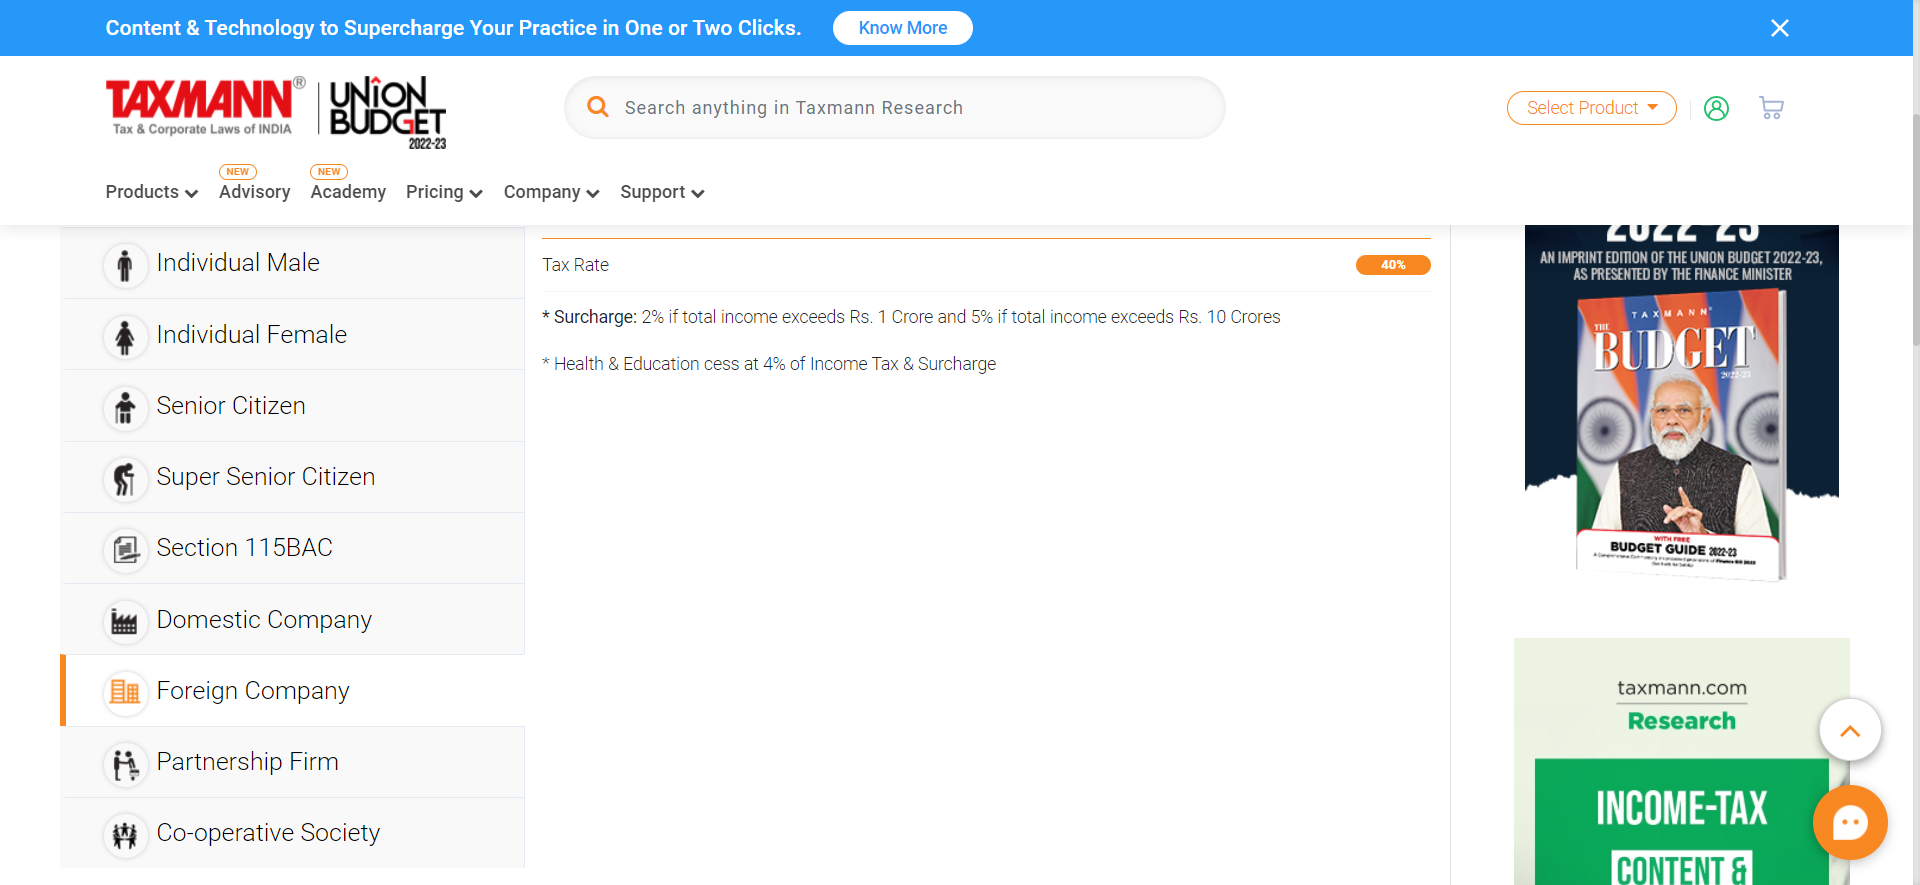 Content & Technology to Supercharge Your Practice in One or Two Clicks.
Know More
TAXMANN®
Tax & Corporate Laws of INDIA
UNION
BUDGET
2022-23
Search anything in Taxmann Research
Select Product
NEW
NEW
Products
Advisory
Academy
Pricing
Company
Support
Individual Male
Individual Female
Senior Citizen
Super Senior Citizen
Section 115BAC
Domestic Company
Foreign Company
Partnership Firm
Co-operative Society
Tax Rate
40%
* Surcharge: 2% if total income exceeds Rs. 1 Crore and 5% if total income exceeds Rs. 10 Crores
* Health & Education cess at 4% of Income Tax & Surcharge
2022-23
AN IMPRINT EDITION OF THE UNION BUDGET 2022-23,
AS PRESENTED BY THE FINANCE MINISTER
TAXMANN®
THE
BUDGET
2022-23
WITH FREE
BUDGET GUIDE 2022-23
taxmann.com
Research
INCOME-TAX
CONTENT &